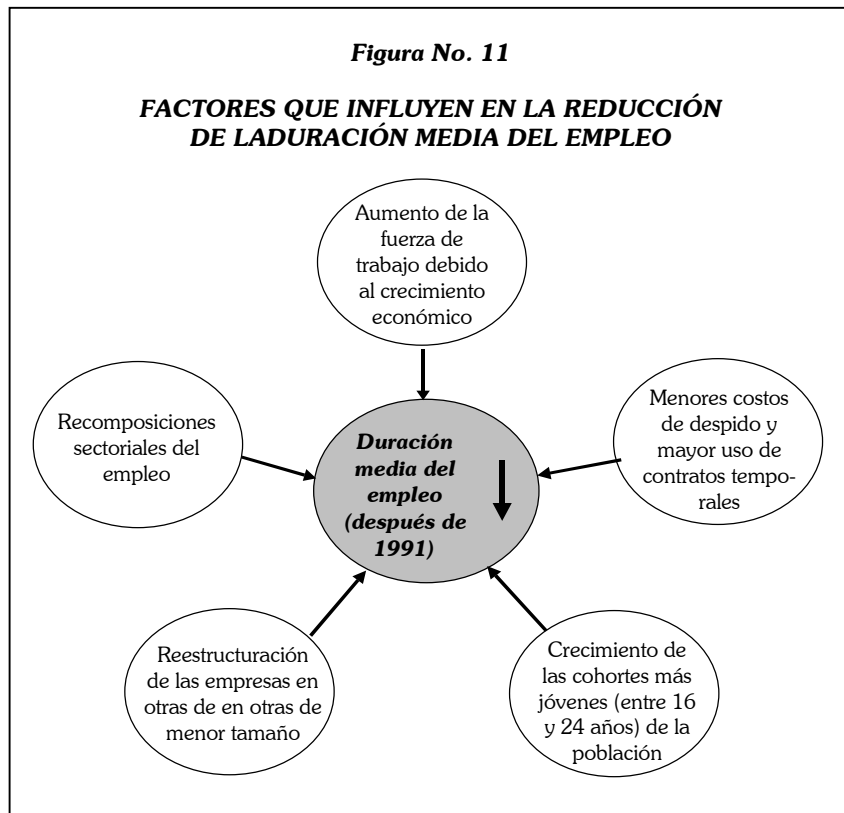 Figura No. 11
FACTORES QUE INFLUYEN EN LA REDUCCIÓN
DE LADURACIÓN MEDIA DEL EMPLEO
Aumento de la
fuerza de
trabajo debido
al crecimiento
económico
Recomposiciones
sectoriales del
empleo
Duración
media del
empleo
(después de
1991)
Menores costos
de despido y
mayor uso de
contratos tempo-
rales
Reestructuración
de las empresas en
otras de en otras de
menor tamaño
Crecimiento de
las cohortes más
jóvenes (entre 16
y 24 años) de la
población